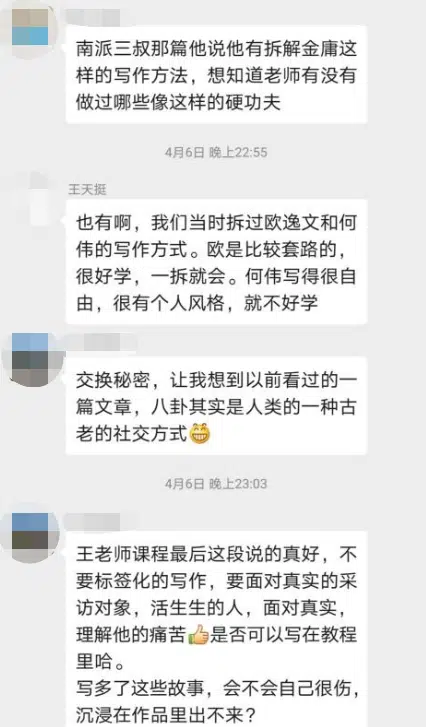 南派三叔那篇他说他有拆解金庸这
样的写作方法，想知道老师有没有
做过哪些像这样的硬功夫
4月6日 晚上22:55
王天挺
也有啊，我们当时拆过欧逸文和何
伟的写作方式。欧是比较套路的，
很好学，一拆就会。何伟写得很自
由，很有个人风格，就不好学
交换秘密，让我想到以前看过的一
篇文章，八卦其实是人类的一种古
老的社交方式😁
4月6日 晚上23:03
王老师课程最后这段说的真好，不
要标签化的写作，要面对真实的采
访对象，活生生的人，面对真实，
理解他的痛苦👍是否可以写在教程
里哈。
写多了这些故事，会不会自己很伤，
沉浸在作品里出不来？